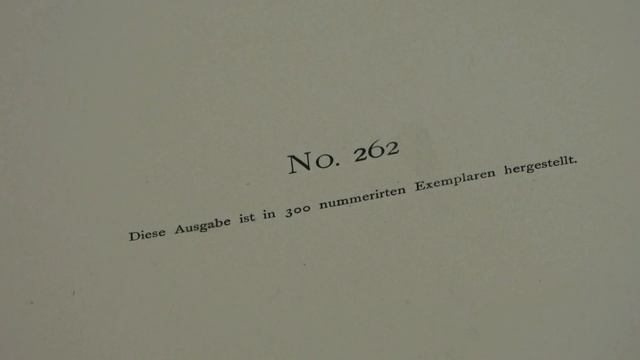 No. 262
Diese Ausgabe ist in 300 nummerirten Exemplaren hergestellt.